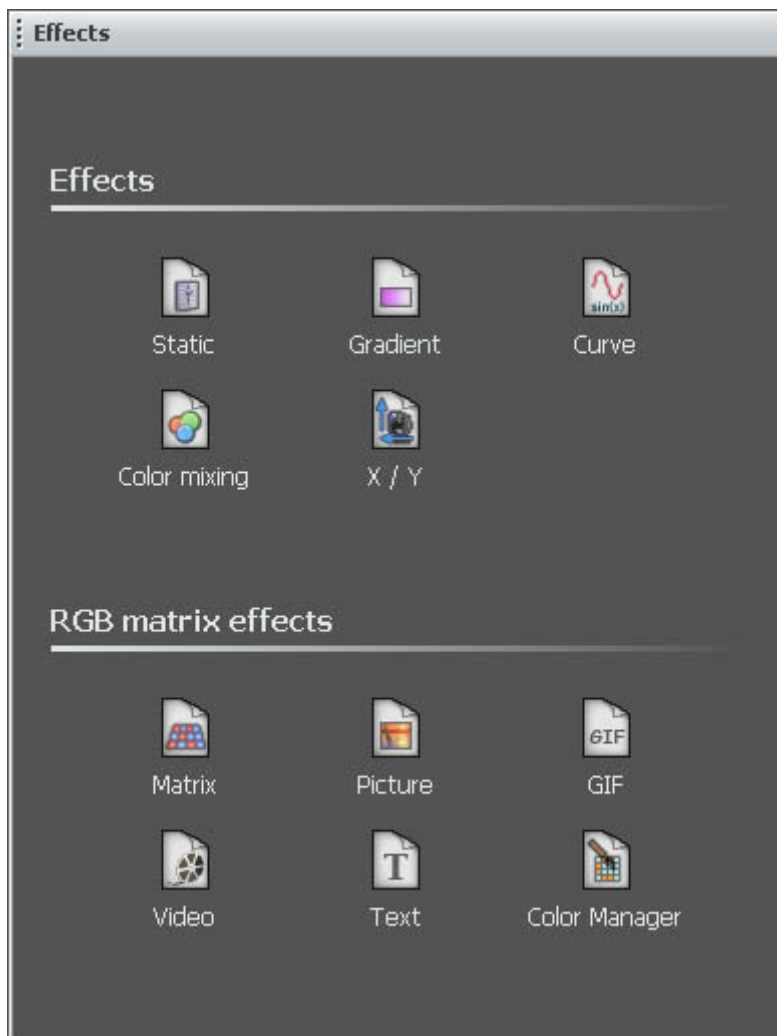 Effects
Effects
sin(x)
Static Gradient Curve
Color mixing X / Y
RGB matrix effects
GIF
Matrix Picture GIF
T
Video Text Color Manager